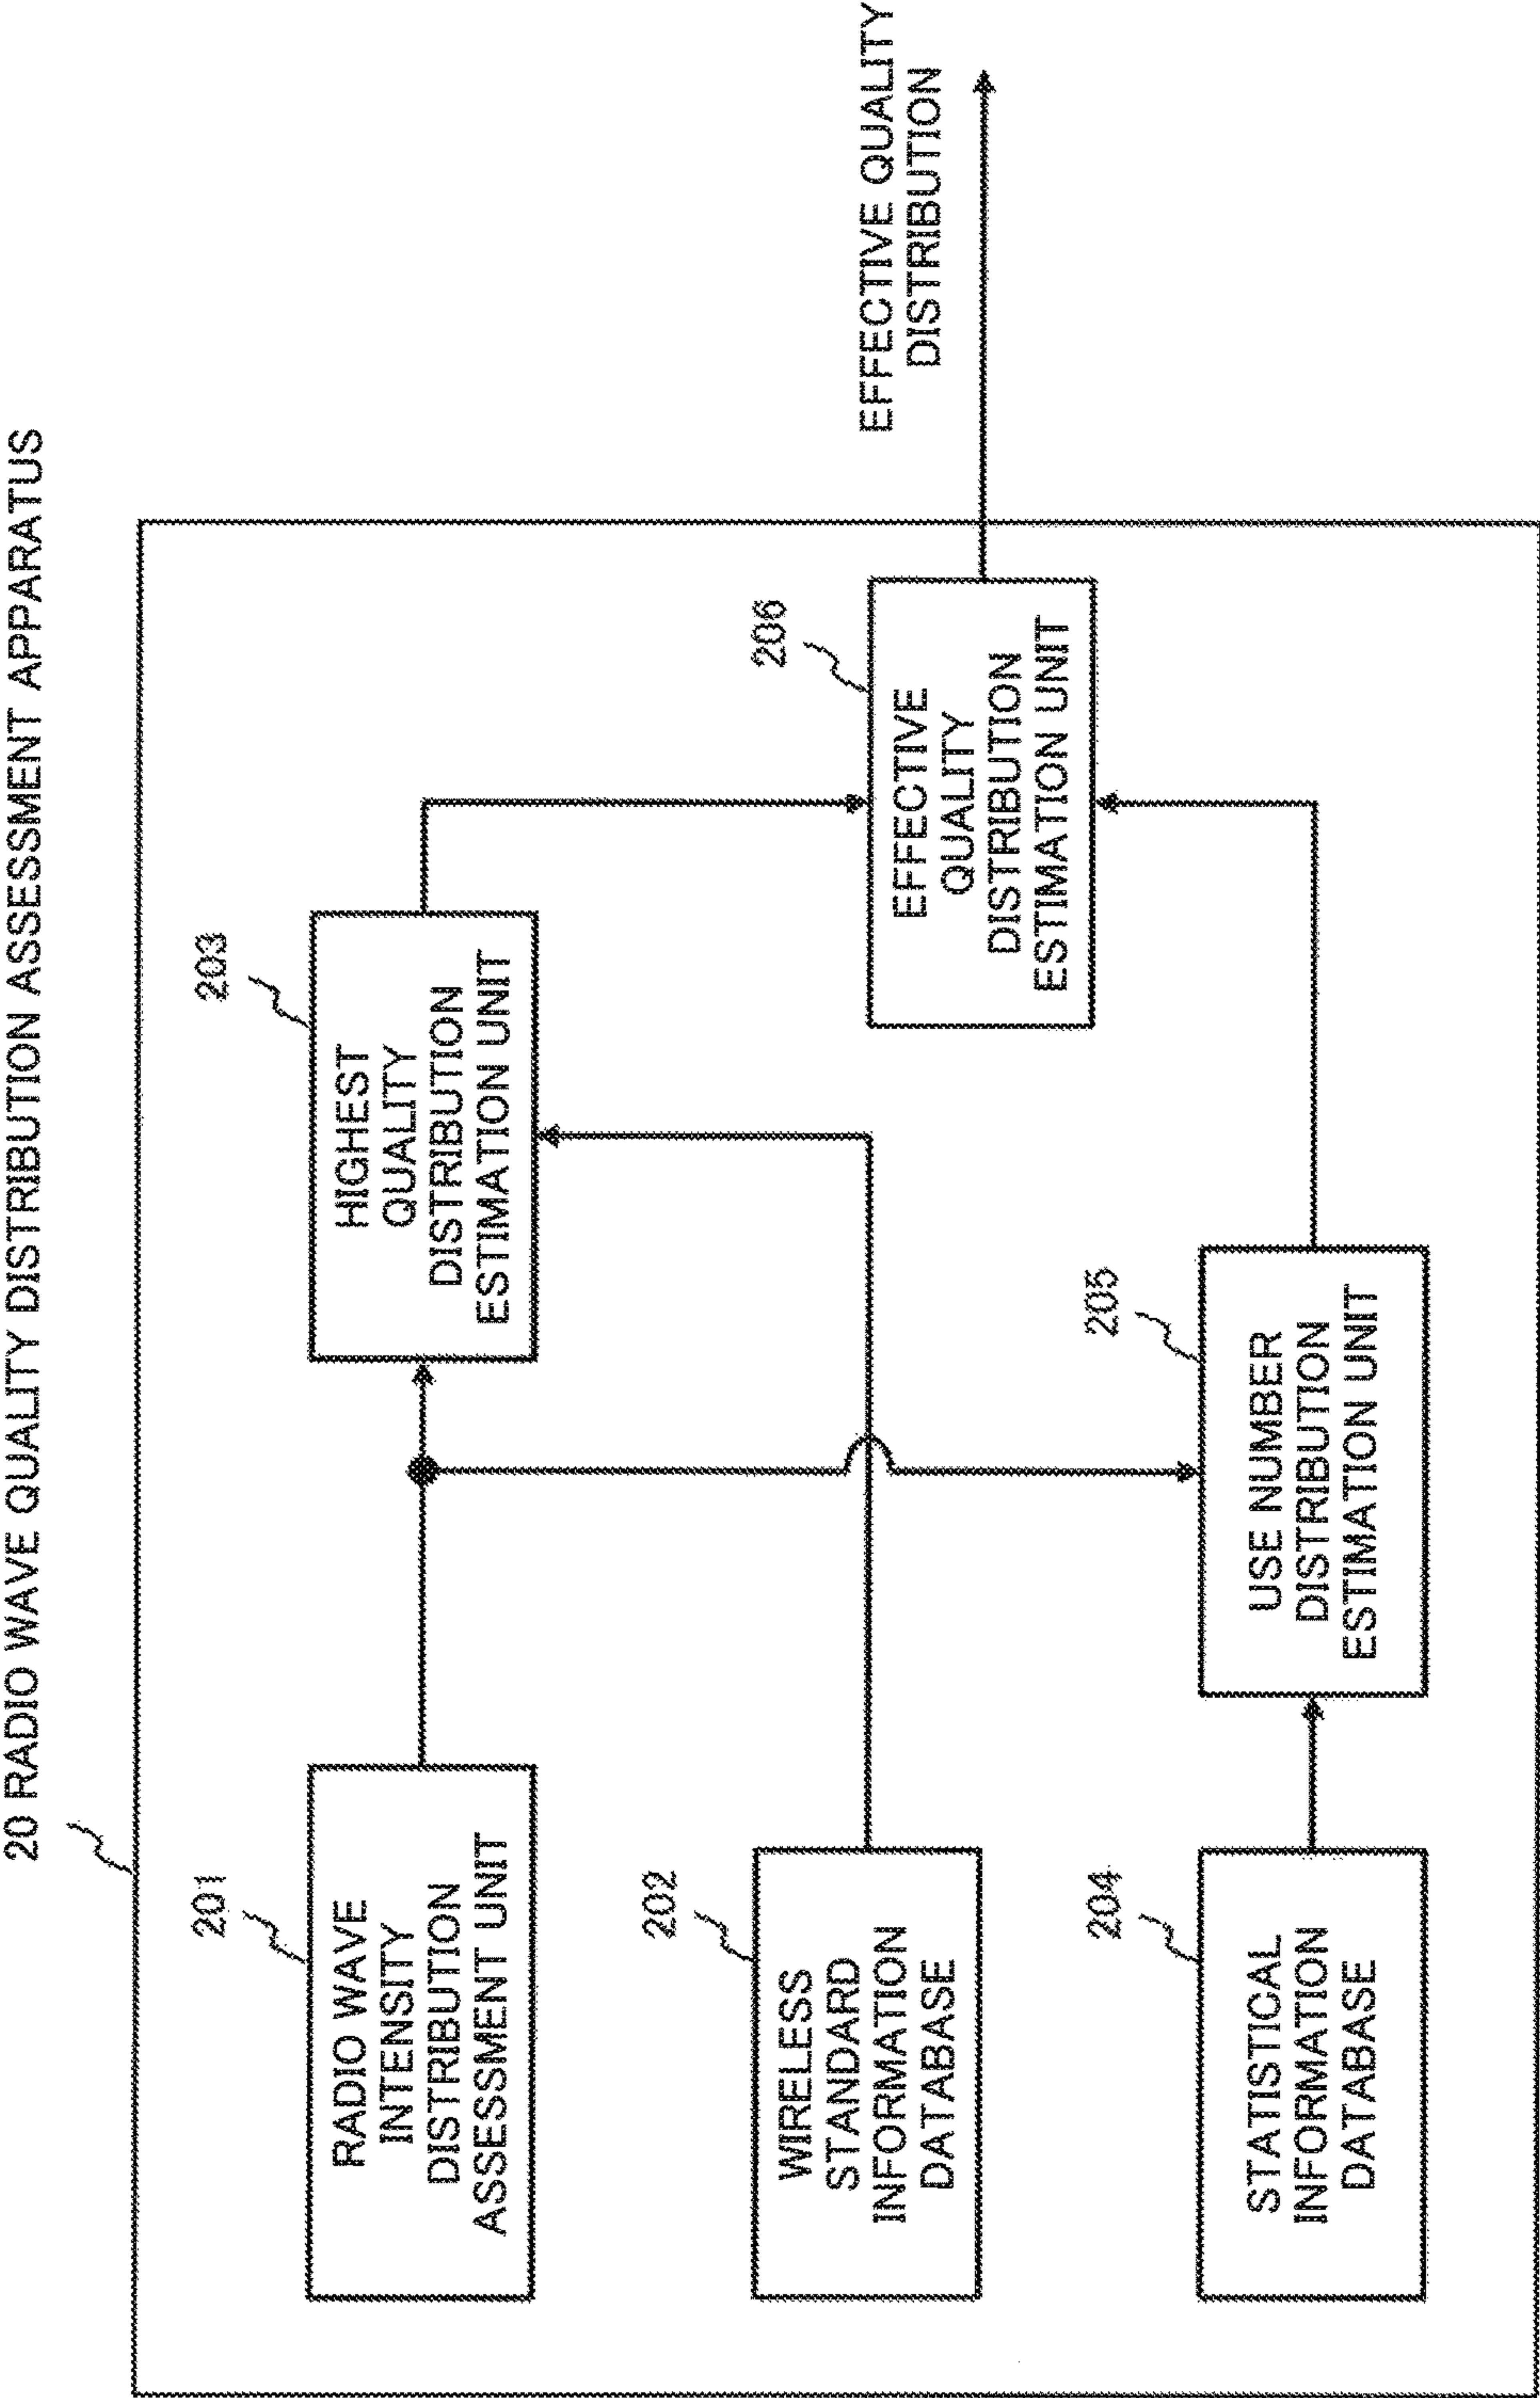 20 RADIO WAVE QUALITY DISTRIBUTION ASSESSMENT APPARATUS
201
RADIO WAVE
INTENSITY
DISTRIBUTION
ASSESSMENT UNIT
203
HIGHEST
QUALITY
DISTRIBUTION
ESTIMATION UNIT
202
WIRELESS
STANDARD
INFORMATION
DATABASE
206
EFFECTIVE
QUALITY
DISTRIBUTION
ESTIMATION UNIT
EFFECTIVE QUALITY
DISTRIBUTION
204
STATISTICAL
INFORMATION
DATABASE
205
USE NUMBER
DISTRIBUTION
ESTIMATION UNIT